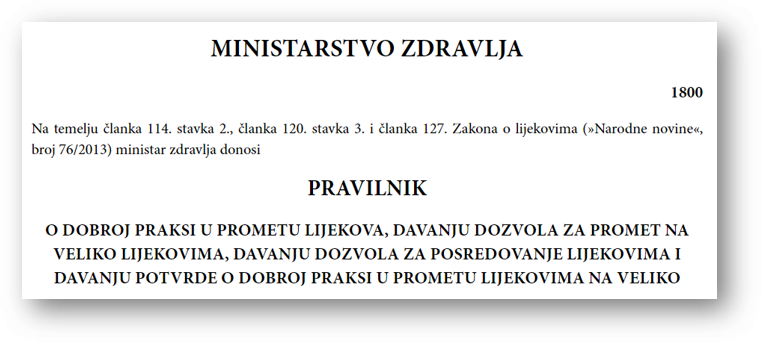 MINISTARSTVO ZDRAVLJA
1800
Na temelju članka 114. stavka 2., članka 120. stavka 3. i članka 127. Zakona o lijekovima (»Narodne novine«,
broj 76/2013) ministar zdravlja donosi
PRAVILNIK
O DOBROJ PRAKSI U PROMETU LIJEKOVA, DAVANJU DOZVOLA ZA PROMET NA
VELIKO LIJEKOVIMA, DAVANJU DOZVOLA ZA POSREDOVANJE LIJEKOVIMA I
DAVANJU POTVRDE O DOBROJ PRAKSI U PROMETU LIJEKOVIMA NA VELIKO